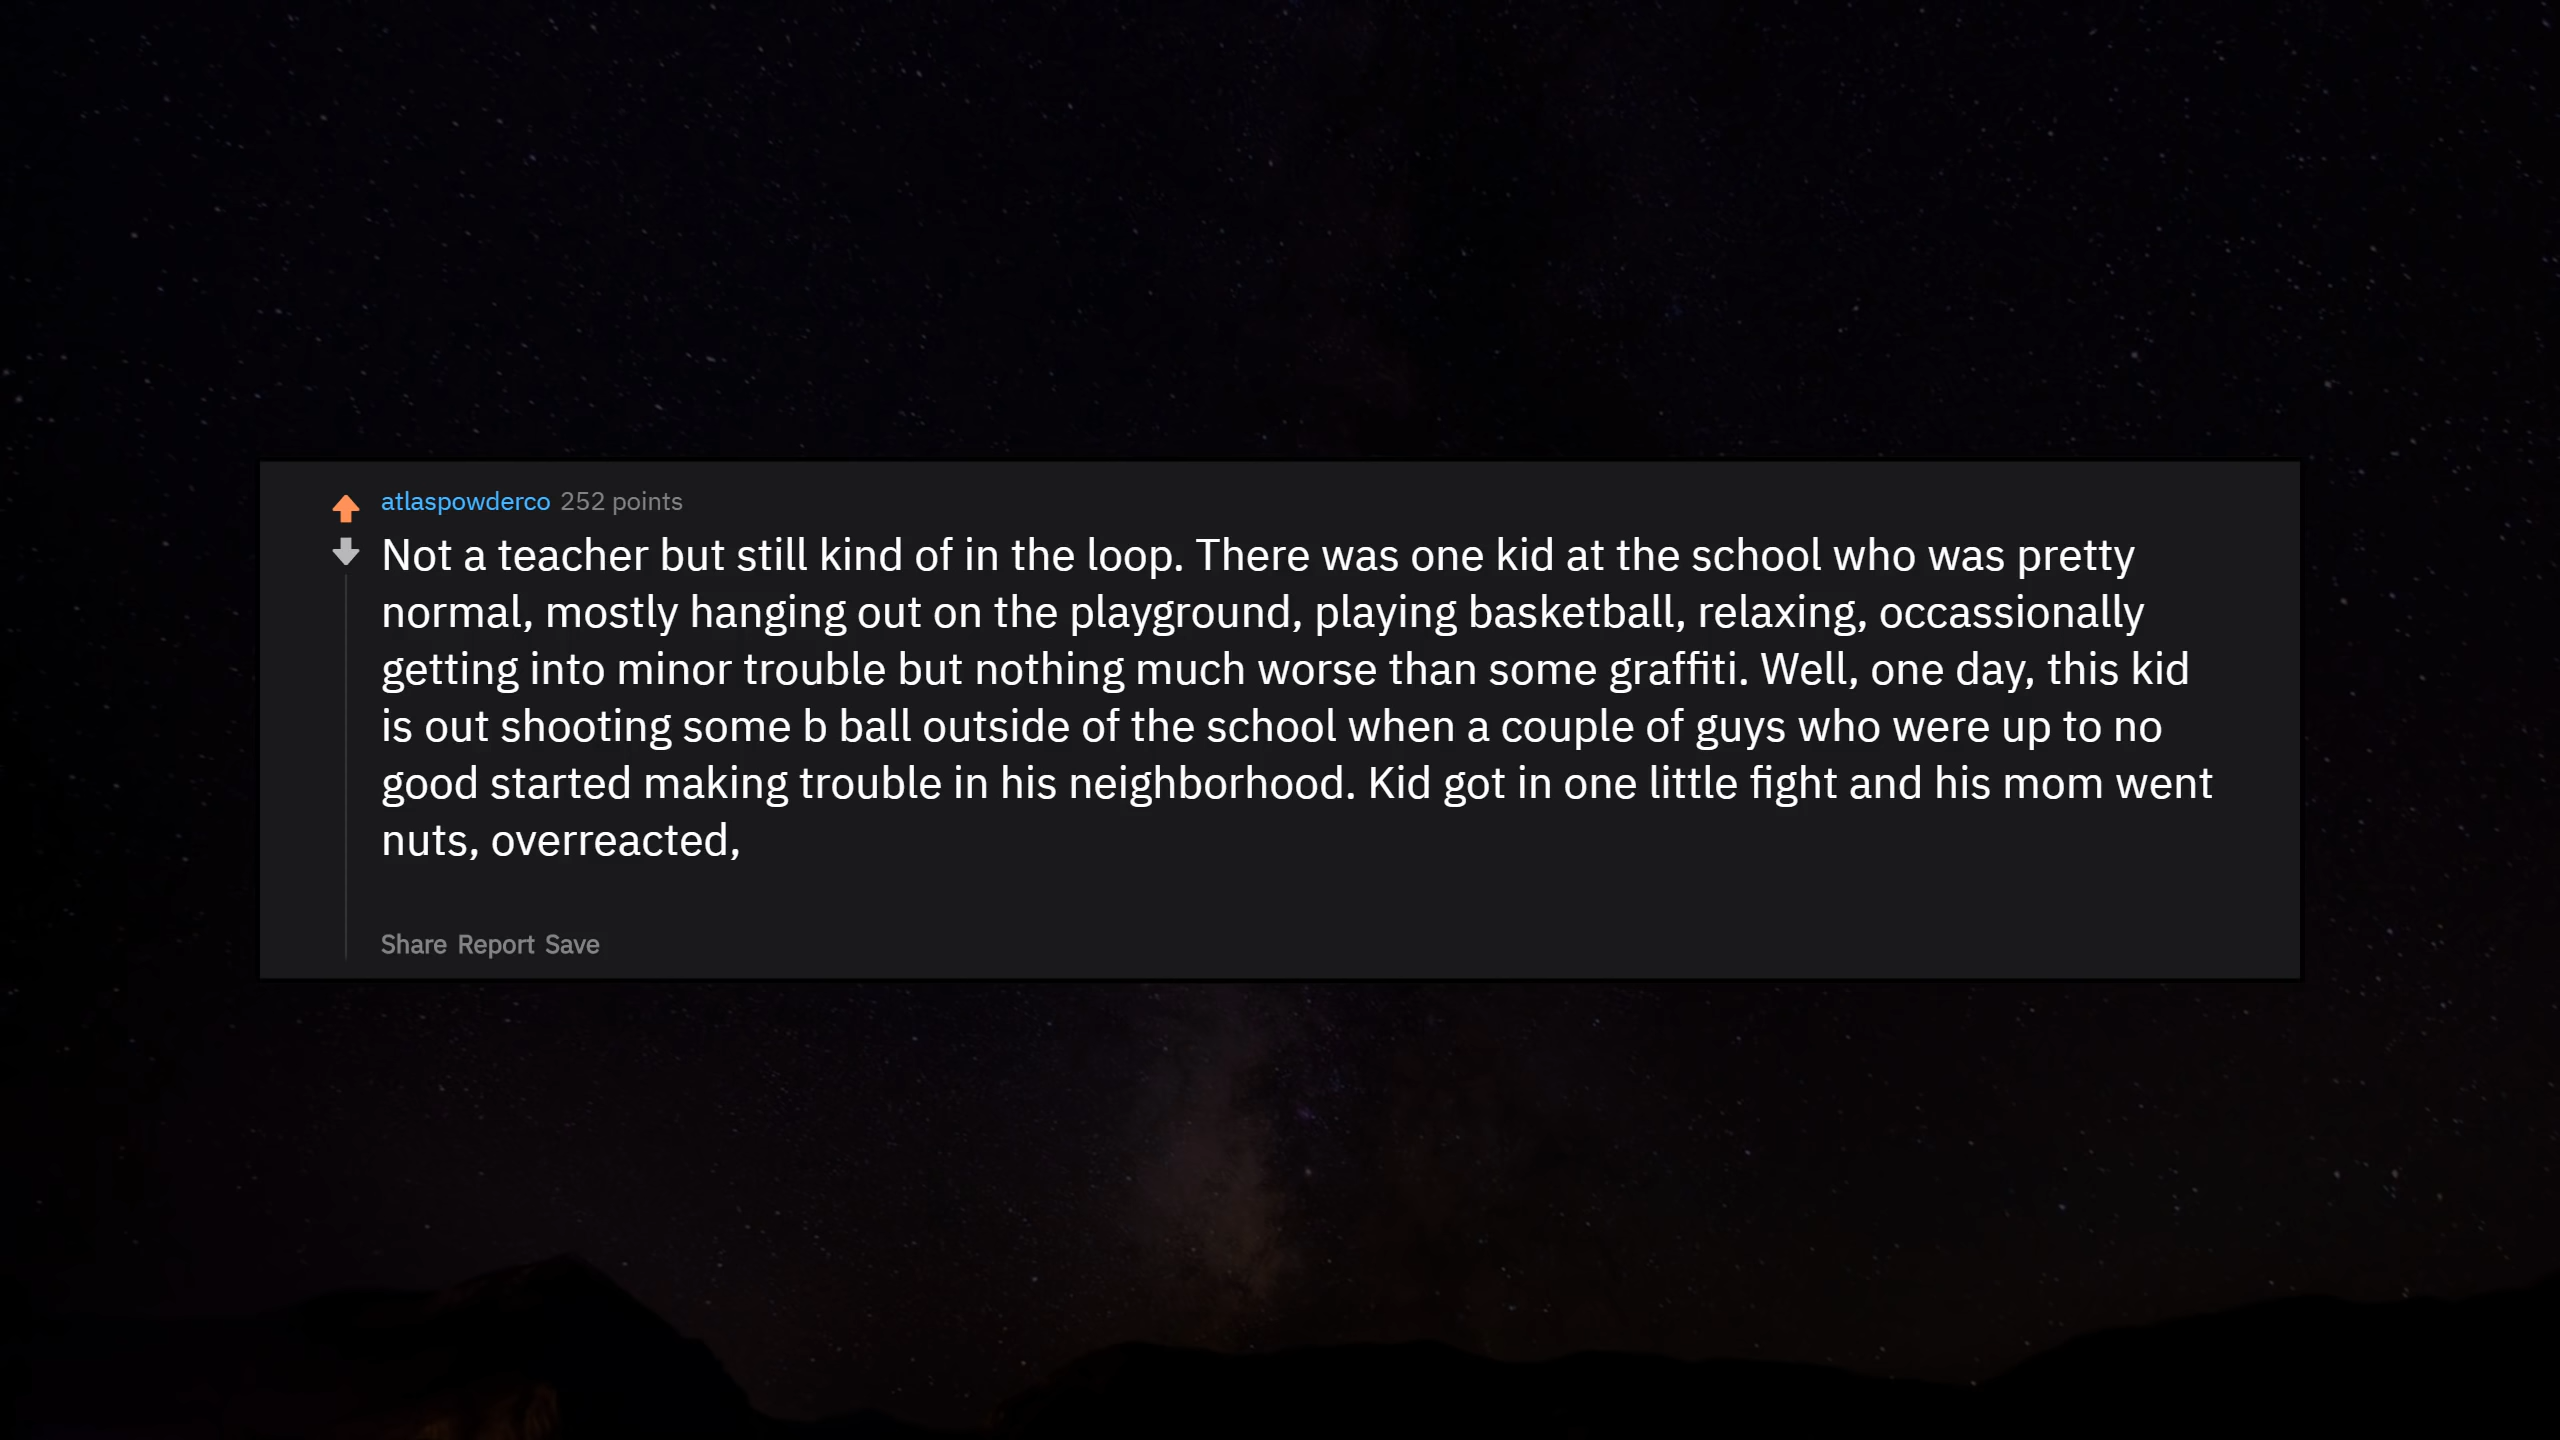 atlaspowderco 252 points
Not a teacher but still kind of in the loop. There was one kid at the school who was pretty
normal, mostly hanging out on the playground, playing basketball, relaxing, occassionally
getting into minor trouble but nothing much worse than some graffiti. Well, one day, this kid
is out shooting some b ball outside of the school when a couple of guys who were up to no
good started making trouble in his neighborhood. Kid got in one little fight and his mom went
nuts, overreacted,
Share Report Save